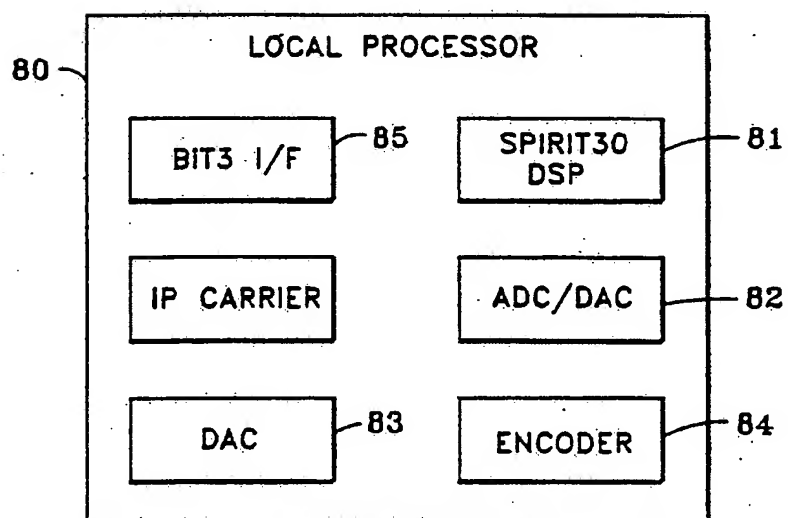 LOCAL PROCESSOR
80
BIT3 I/F
85
SPIRIT30
DSP
81
IP CARRIER
ADC/DAC
82
DAC
83
ENCODER
84